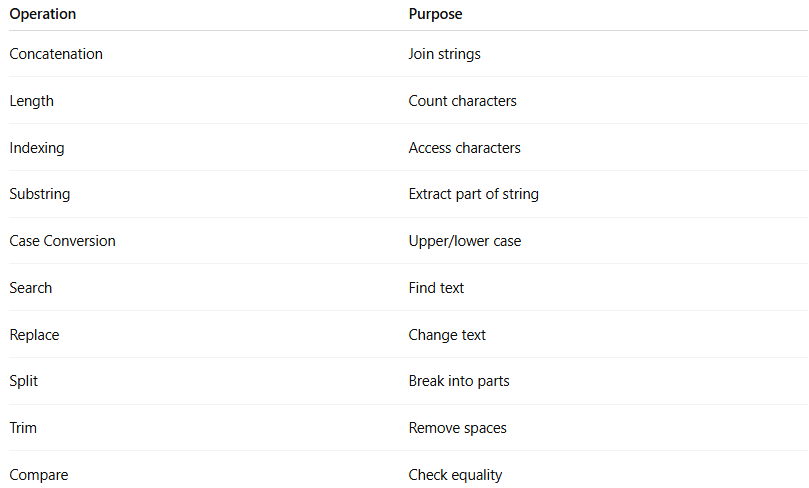 Operation Purpose
Concatenation Join strings
Length Count characters
Indexing Access characters
Substring Extract part of string
Case Conversion Upper/lower case
Search Find text
Replace Change text
Split Break into parts
Trim Remove spaces
Compare Check equality